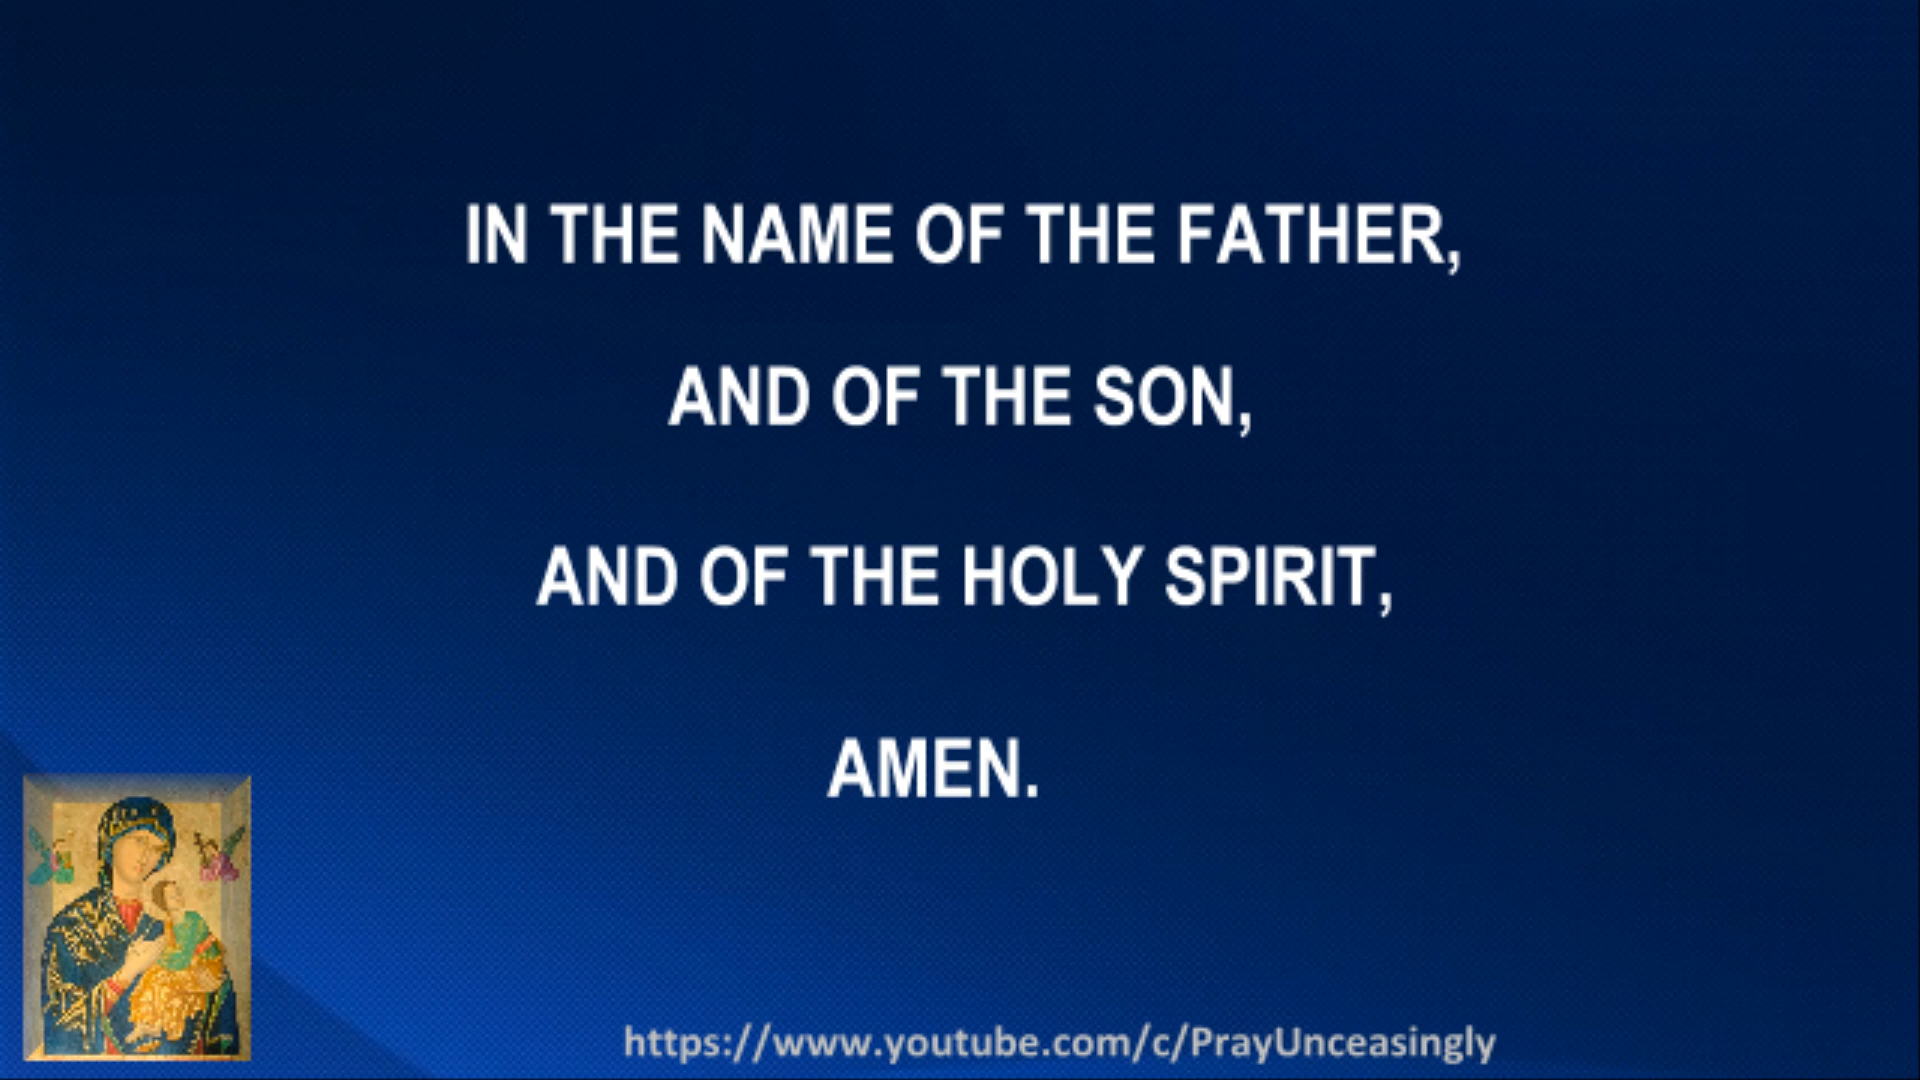 IN THE NAME OF THE FATHER,
AND OF THE SON,
AND OF THE HOLY SPIRIT,
AMEN.
https://www.youtube.com/c/PrayUnceasingly